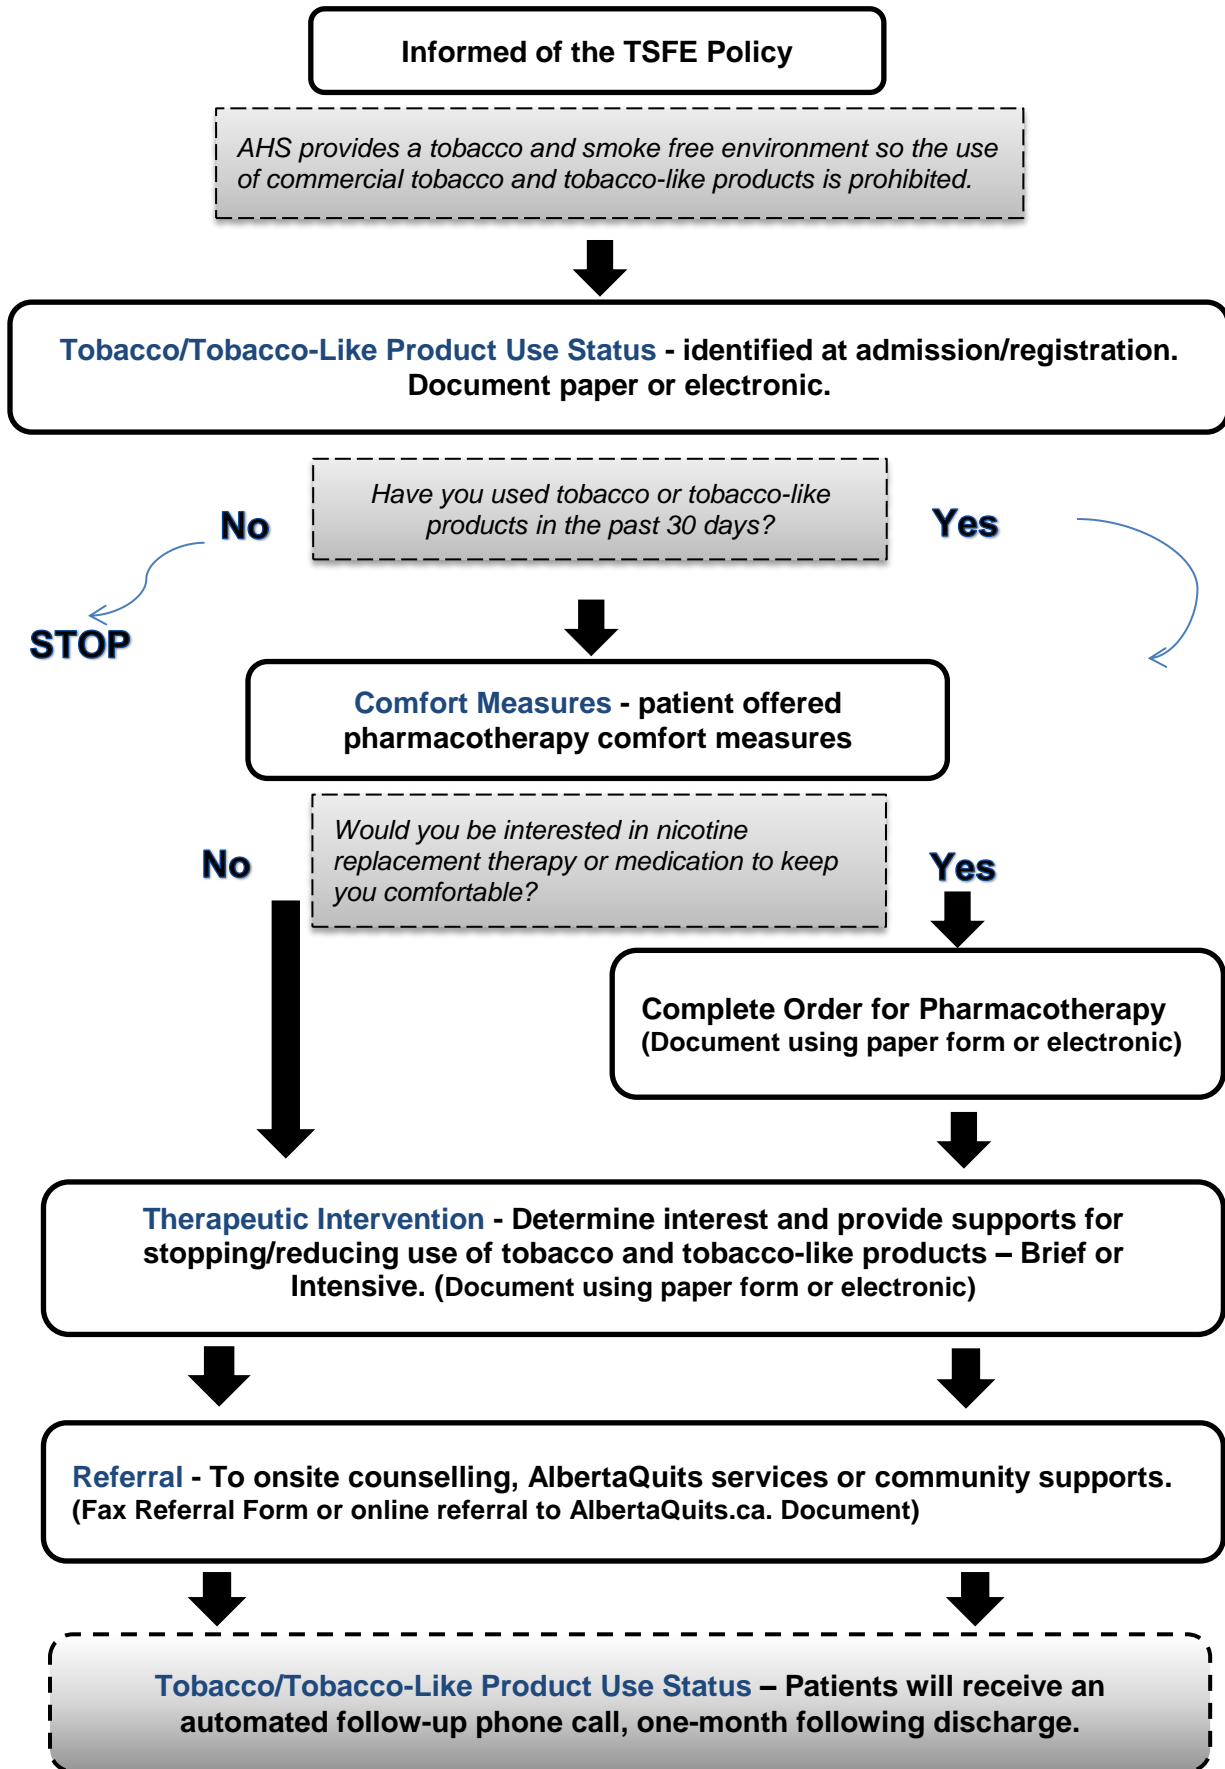 Informed of the TSFE Policy
AHS provides a tobacco and smoke free environment so the use
of commercial tobacco and tobacco-like products is prohibited.
Tobacco/Tobacco-Like Product Use Status - identified at admission/registration.
Document paper or electronic.
Have you used tobacco or tobacco-like
products in the past 30 days?
No
Yes
STOP
Comfort Measures - patient offered
pharmacotherapy comfort measures
Would you be interested in nicotine
replacement therapy or medication to keep
you comfortable?
No
Yes
Complete Order for Pharmacotherapy
(Document using paper form or electronic)
Therapeutic Intervention - Determine interest and provide supports for
stopping/reducing use of tobacco and tobacco-like products – Brief or
Intensive. (Document using paper form or electronic)
Referral - To onsite counselling, AlbertaQuits services or community supports.
(Fax Referral Form or online referral to AlbertaQuits.ca. Document)
Tobacco/Tobacco-Like Product Use Status – Patients will receive an
automated follow-up phone call, one-month following discharge.